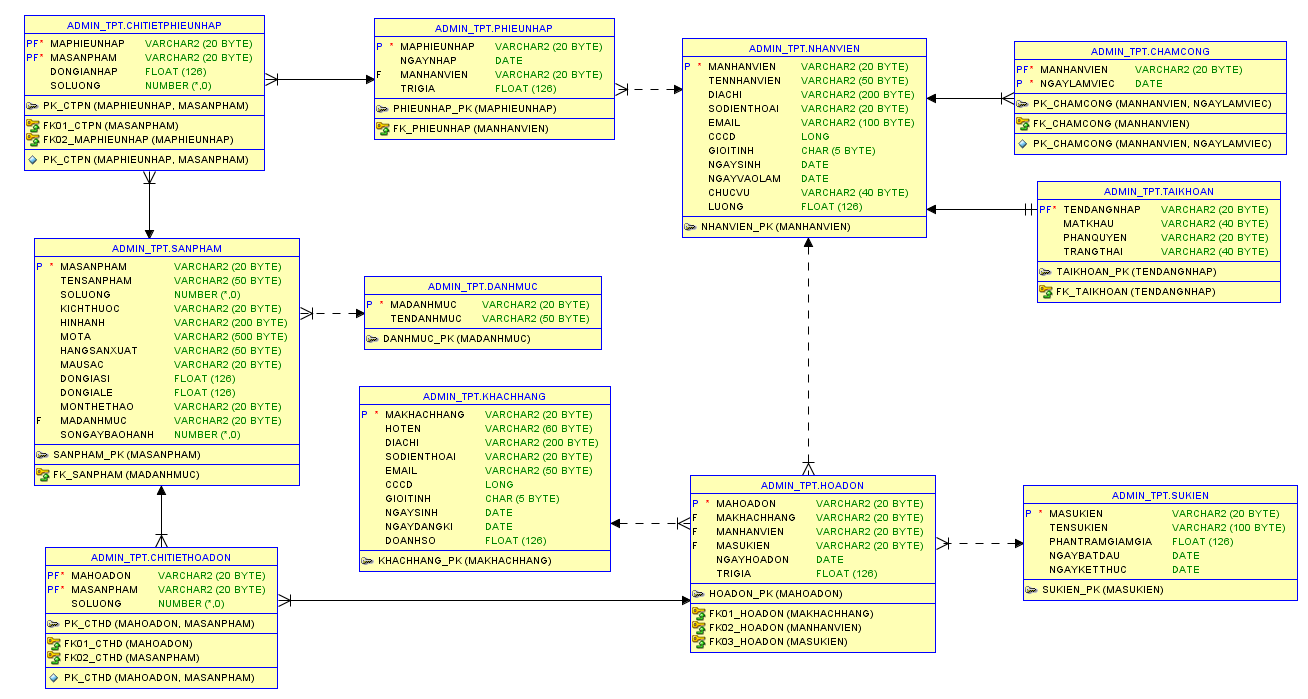 ADMIN_TPT.CHITIETPHIEUNHAP
PF* MAPHIEUNHAP VARCHAR2 (20 BYTE)
PF* MASANPHAM VARCHAR2 (20 BYTE)
DONGIANHAP FLOAT (126)
SOLUONG NUMBER (*,0)
PK_CTPN (MAPHIEUNHAP, MASANPHAM)
FK01_CTPN (MASANPHAM)
FK02_MAPHIEUNHAP (MAPHIEUNHAP)
PK_CTPN (MAPHIEUNHAP, MASANPHAM)
ADMIN_TPT.PHIEUNHAP
P * MAPHIEUNHAP VARCHAR2 (20 BYTE)
NGAYNHAP DATE
F MANHANVIEN VARCHAR2 (20 BYTE)
TRIGIA FLOAT (126)
PHIEUNHAP_PK (MAPHIEUNHAP)
FK_PHIEUNHAP (MANHANVIEN)
ADMIN_TPT.NHANVIEN
P * MANHANVIEN VARCHAR2 (20 BYTE)
TENNHANVIEN VARCHAR2 (50 BYTE)
DIACHI VARCHAR2 (200 BYTE)
SODIENTHOAI VARCHAR2 (20 BYTE)
EMAIL VARCHAR2 (100 BYTE)
CCCD LONG
GIOITINH CHAR (5 BYTE)
NGAYSINH DATE
NGAYVAOLAM DATE
CHUCVU VARCHAR2 (40 BYTE)
LUONG FLOAT (126)
NHANVIEN_PK (MANHANVIEN)
ADMIN_TPT.CHAMCONG
PF* MANHANVIEN VARCHAR2 (20 BYTE)
P * NGAYLAMVIEC DATE
PK_CHAMCONG (MANHANVIEN, NGAYLAMVIEC)
FK_CHAMCONG (MANHANVIEN)
PK_CHAMCONG (MANHANVIEN, NGAYLAMVIEC)
ADMIN_TPT.TAIKHOAN
PF* TENDANGNHAP VARCHAR2 (20 BYTE)
MATKHAU VARCHAR2 (40 BYTE)
PHANQUYEN VARCHAR2 (20 BYTE)
TRANGTHAI VARCHAR2 (40 BYTE)
TAIKHOAN_PK (TENDANGNHAP)
FK_TAIKHOAN (TENDANGNHAP)
ADMIN_TPT.SANPHAM
P * MASANPHAM VARCHAR2 (20 BYTE)
TENSANPHAM VARCHAR2 (50 BYTE)
SOLUONG NUMBER (*,0)
KICHTHUOC VARCHAR2 (20 BYTE)
HINHANH VARCHAR2 (200 BYTE)
MOTA VARCHAR2 (500 BYTE)
HANGSANXUAT VARCHAR2 (50 BYTE)
MAUSAC VARCHAR2 (20 BYTE)
DONGIASI FLOAT (126)
DONGIALE FLOAT (126)
MONTHETHAO VARCHAR2 (20 BYTE)
F MADANHMUC VARCHAR2 (20 BYTE)
SONGAYBAOHANH NUMBER (*,0)
SANPHAM_PK (MASANPHAM)
FK_SANPHAM (MADANHMUC)
ADMIN_TPT.DANHMUC
P * MADANHMUC VARCHAR2 (20 BYTE)
TENDANHMUC VARCHAR2 (50 BYTE)
DANHMUC_PK (MADANHMUC)
ADMIN_TPT.KHACHHANG
P * MAKHACHHANG VARCHAR2 (20 BYTE)
HOTEN VARCHAR2 (60 BYTE)
DIACHI VARCHAR2 (200 BYTE)
SODIENTHOAI VARCHAR2 (20 BYTE)
EMAIL VARCHAR2 (50 BYTE)
CCCD LONG
GIOITINH CHAR (5 BYTE)
NGAYSINH DATE
NGAYDANGKI DATE
DOANHSO FLOAT (126)
KHACHHANG_PK (MAKHACHHANG)
ADMIN_TPT.HOADON
P * MAHOADON VARCHAR2 (20 BYTE)
F MAKHACHHANG VARCHAR2 (20 BYTE)
F MANHANVIEN VARCHAR2 (20 BYTE)
F MASUKIEN VARCHAR2 (20 BYTE)
NGAYHOADON DATE
TRIGIA FLOAT (126)
HOADON_PK (MAHOADON)
FK01_HOADON (MAKHACHHANG)
FK02_HOADON (MANHANVIEN)
FK03_HOADON (MASUKIEN)
ADMIN_TPT.SUKIEN
P * MASUKIEN VARCHAR2 (20 BYTE)
TENSUKIEN VARCHAR2 (100 BYTE)
PHANTRAMGIAMGIA FLOAT (126)
NGAYBATDAU DATE
NGAYKETTHUC DATE
SUKIEN_PK (MASUKIEN)
ADMIN_TPT.CHITIETHOADON
PF* MAHOADON VARCHAR2 (20 BYTE)
PF* MASANPHAM VARCHAR2 (20 BYTE)
SOLUONG NUMBER (*,0)
PK_CTHD (MAHOADON, MASANPHAM)
FK01_CTHD (MAHOADON)
FK02_CTHD (MASANPHAM)
PK_CTHD (MAHOADON, MASANPHAM)